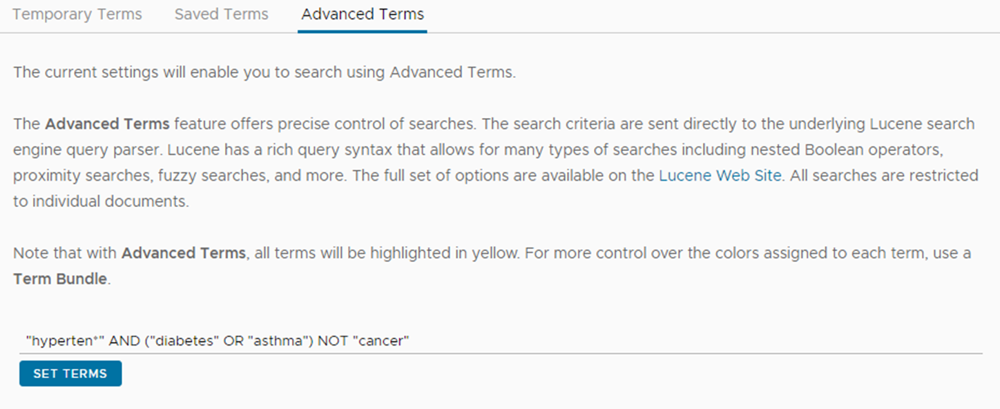 Temporary Terms Saved Terms Advanced Terms
The current settings will enable you to search using Advanced Terms.
The Advanced Terms feature offers precise control of searches. The search criteria are sent directly to the underlying Lucene search
engine query parser. Lucene has a rich query syntax that allows for many types of searches including nested Boolean operators,
proximity searches, fuzzy searches, and more. The full set of options are available on the Lucene Web Site. All searches are restricted
to individual documents.
Note that with Advanced Terms, all terms will be highlighted in yellow. For more control over the colors assigned to each term, use a
Term Bundle.
"hyperten*" AND ("diabetes" OR "asthma") NOT "cancer"
SET TERMS